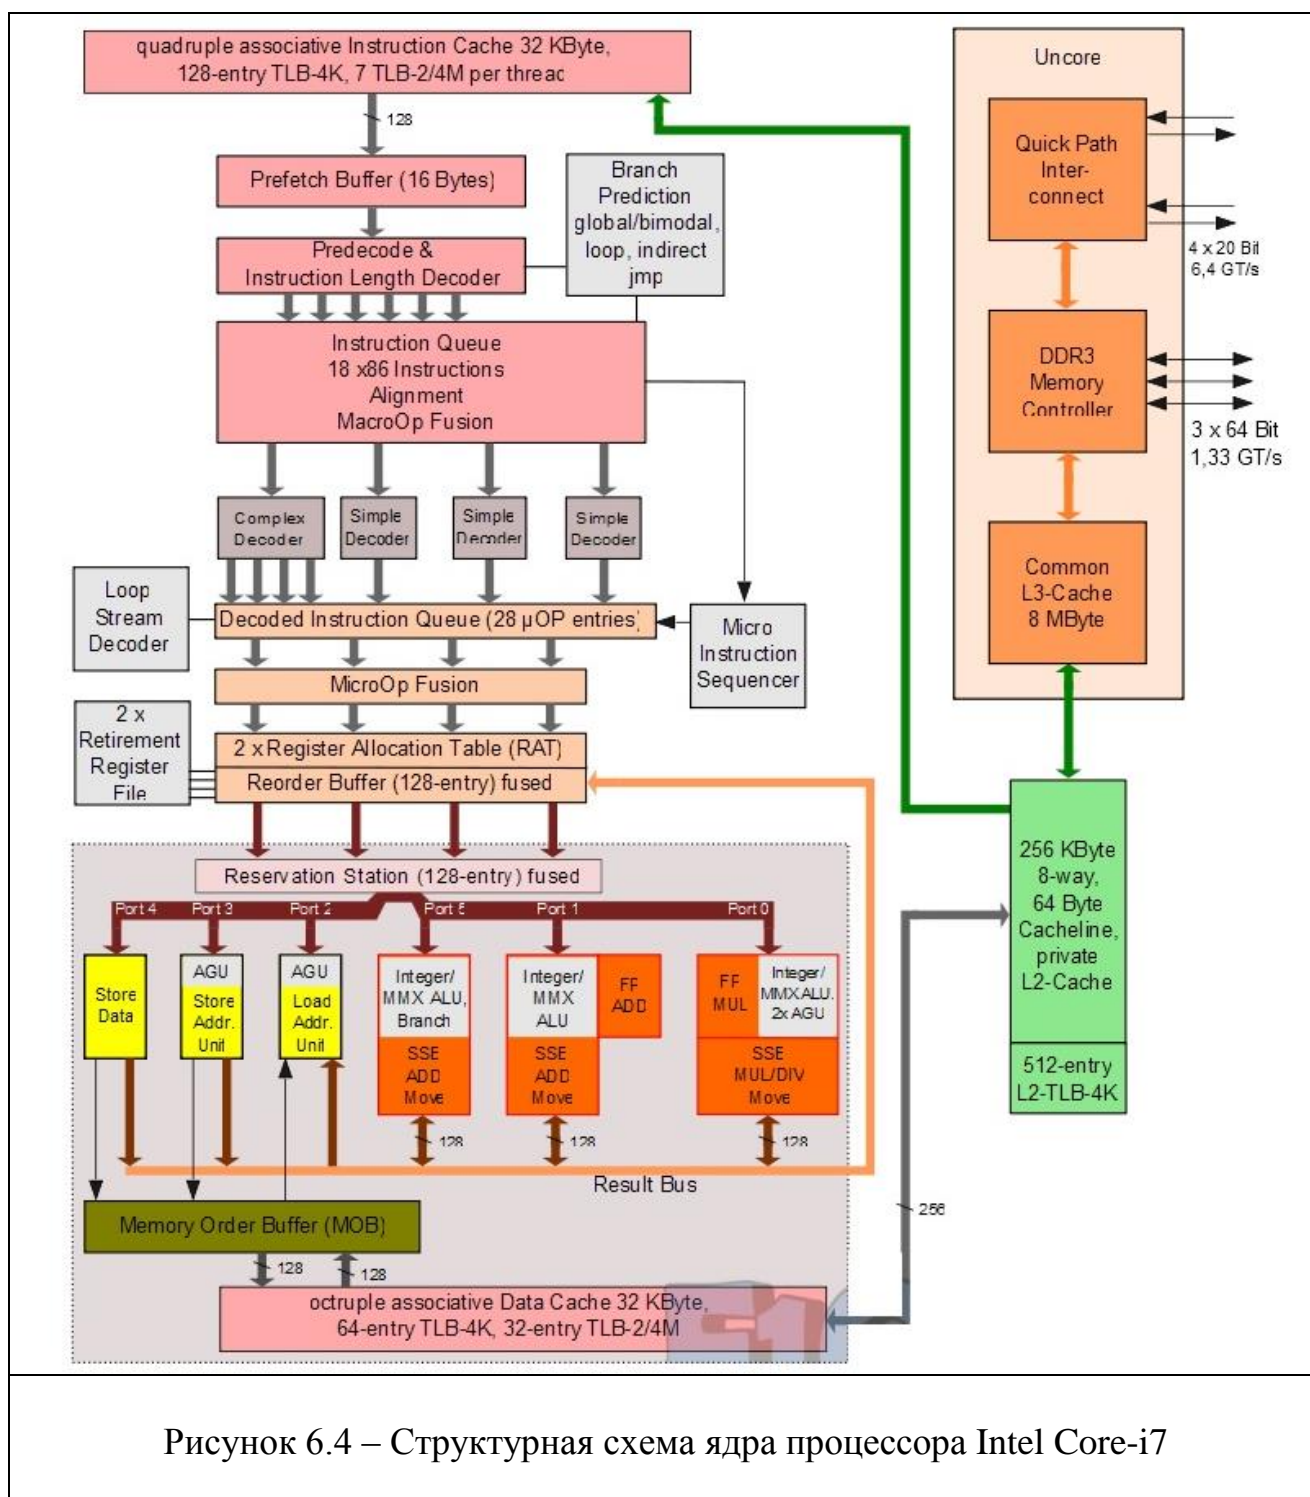 quadruple associative Instruction Cache 32 KByte,
128-entry TLB-4K, 7 TLB-2/4M per thread
128
Prefetch Buffer (16 Bytes)
Predecode &
Instruction Length Decoder
Branch
Prediction
global/bimodal,
loop, indirect
jmp
Instruction Queue
18 x86 Instructions
Alignment
MacroOp Fusion
Complex
Decoder
Simple
Decoder
Simple
Decoder
Simple
Decoder
Loop
Stream
Decoder
Decoded Instruction Queue (28 µOP entries)
Micro
Instruction
Sequencer
MicroOp Fusion
2 x
Retirement
Register
File
2 x Register Allocation Table (RAT)
Reorder Buffer (128-entry) fused
Reservation Station (128-entry) fused
Port 4
Port 3
Port 2
Port 5
Port 1
Port 0
Store
Data
AGU
Store
Addr.
Unit
AGU
Load
Addr.
Unit
Integer/
MMX ALU,
Branch
SSE
ADD
Move
Integer/
MMX
ALU
FP
ADD
SSE
ADD
Move
FP
MUL
Integer/
MMX ALU,
2x AGU
SSE
MUL/DIV
Move
128
128
128
Result Bus
Memory Order Buffer (MOB)
128
128
octruple associative Data Cache 32 KByte,
64-entry TLB-4K, 32-entry TLB-2/4M
256
Uncore
Quick Path
Inter-
connect
4 x 20 Bit
6,4 GT/s
DDR3
Memory
Controller
3 x 64 Bit
1,33 GT/s
Common
L3-Cache
8 MByte
256 KByte
8-way,
64 Byte
Cacheline,
private
L2-Cache
512-entry
L2-TLB-4K
Рисунок 6.4 – Структурная схема ядра процессора Intel Core-i7